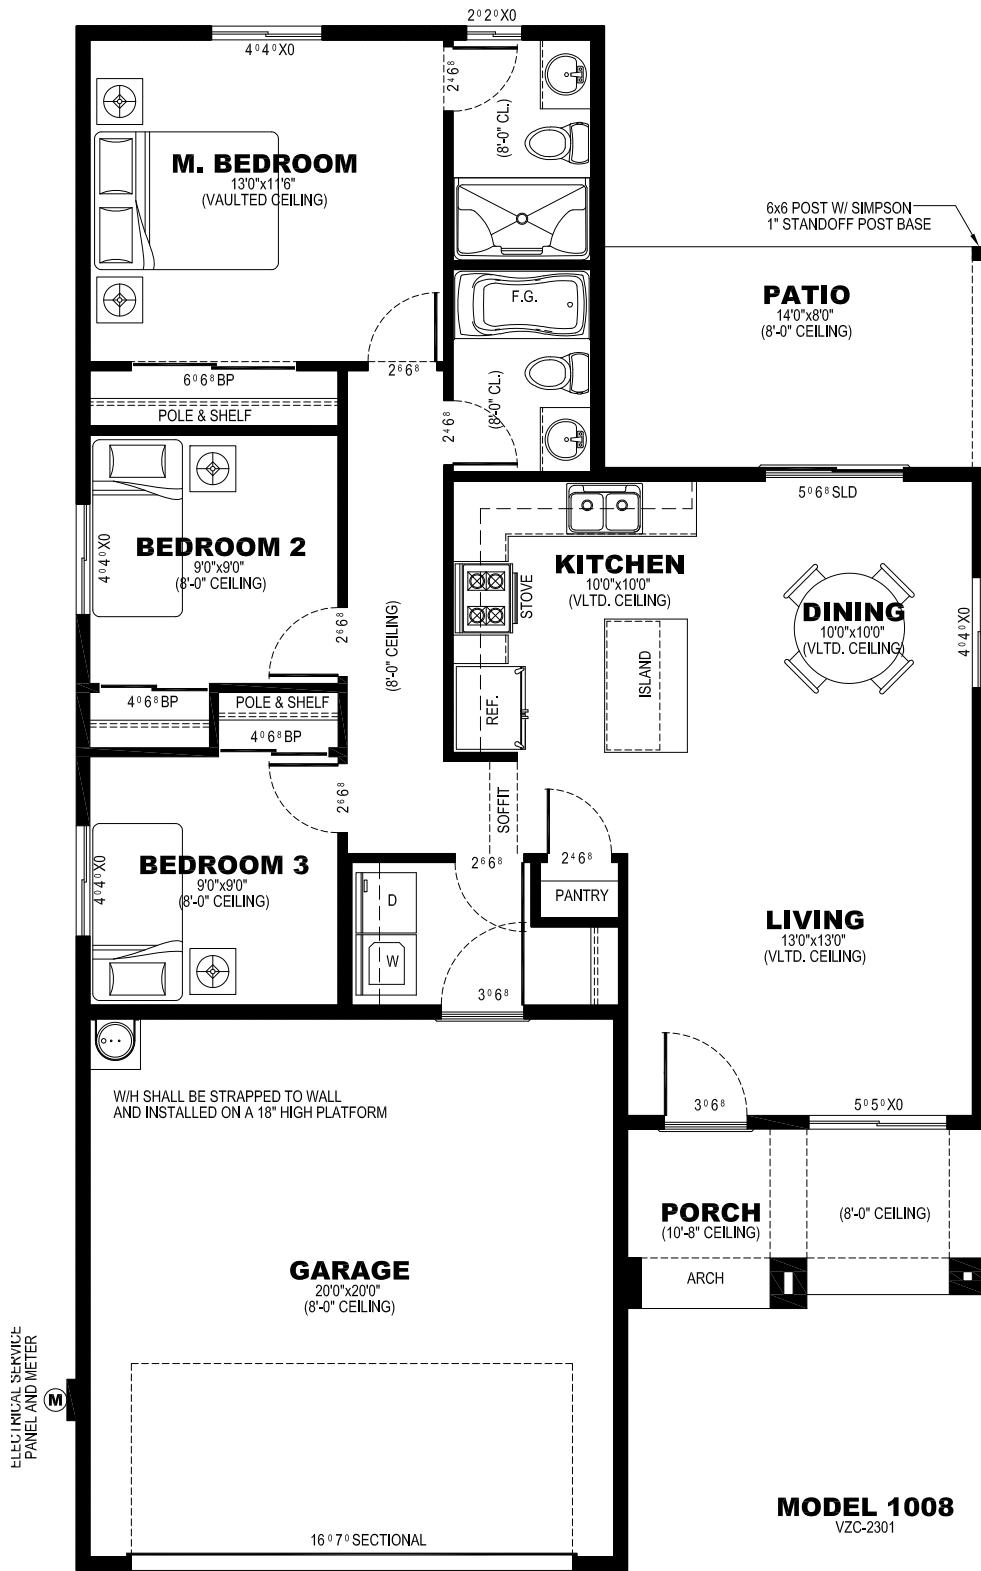 2⁰2⁰X0
4⁰4⁰X0
2⁴6⁸
(8'-0" CL.)
M. BEDROOM
13'0"x11'6"
(VAULTED CEILING)
6x6 POST W/ SIMPSON
1" STANDOFF POST BASE
F.G.
PATIO
14'0"x8'0"
(8'-0" CEILING)
2⁶6⁸
6⁰6⁸BP
(8'-0" CL.)
POLE & SHELF
2⁴6⁸
5⁰6⁸SLD
4⁰4⁰X0
BEDROOM 2
9'0"x9'0"
(8'-0" CEILING)
KITCHEN
10'0"x10'0"
(VLTD. CEILING)
STOVE
DINING
10'0"x10'0"
(VLTD. CEILING)
4⁰4⁰X0
2⁶6⁸
(8'-0" CEILING)
ISLAND
REF.
4⁰6⁸BP
POLE & SHELF
4⁰6⁸BP
2⁶6⁸
SOFFIT
BEDROOM 3
9'0"x9'0"
(8'-0" CEILING)
4⁰4⁰X0
2⁶6⁸
2⁴6⁸
D
PANTRY
LIVING
13'0"x13'0"
(VLTD. CEILING)
W
3⁰6⁸
W/H SHALL BE STRAPPED TO WALL
AND INSTALLED ON A 18" HIGH PLATFORM
3⁰6⁸
5⁰5⁰X0
PORCH
(10'-8" CEILING)
(8'-0" CEILING)
ARCH
GARAGE
20'0"x20'0"
(8'-0" CEILING)
ELECTRICAL SERVICE
PANEL AND METER
M
16⁰7⁰SECTIONAL
MODEL 1008
VZC-2301